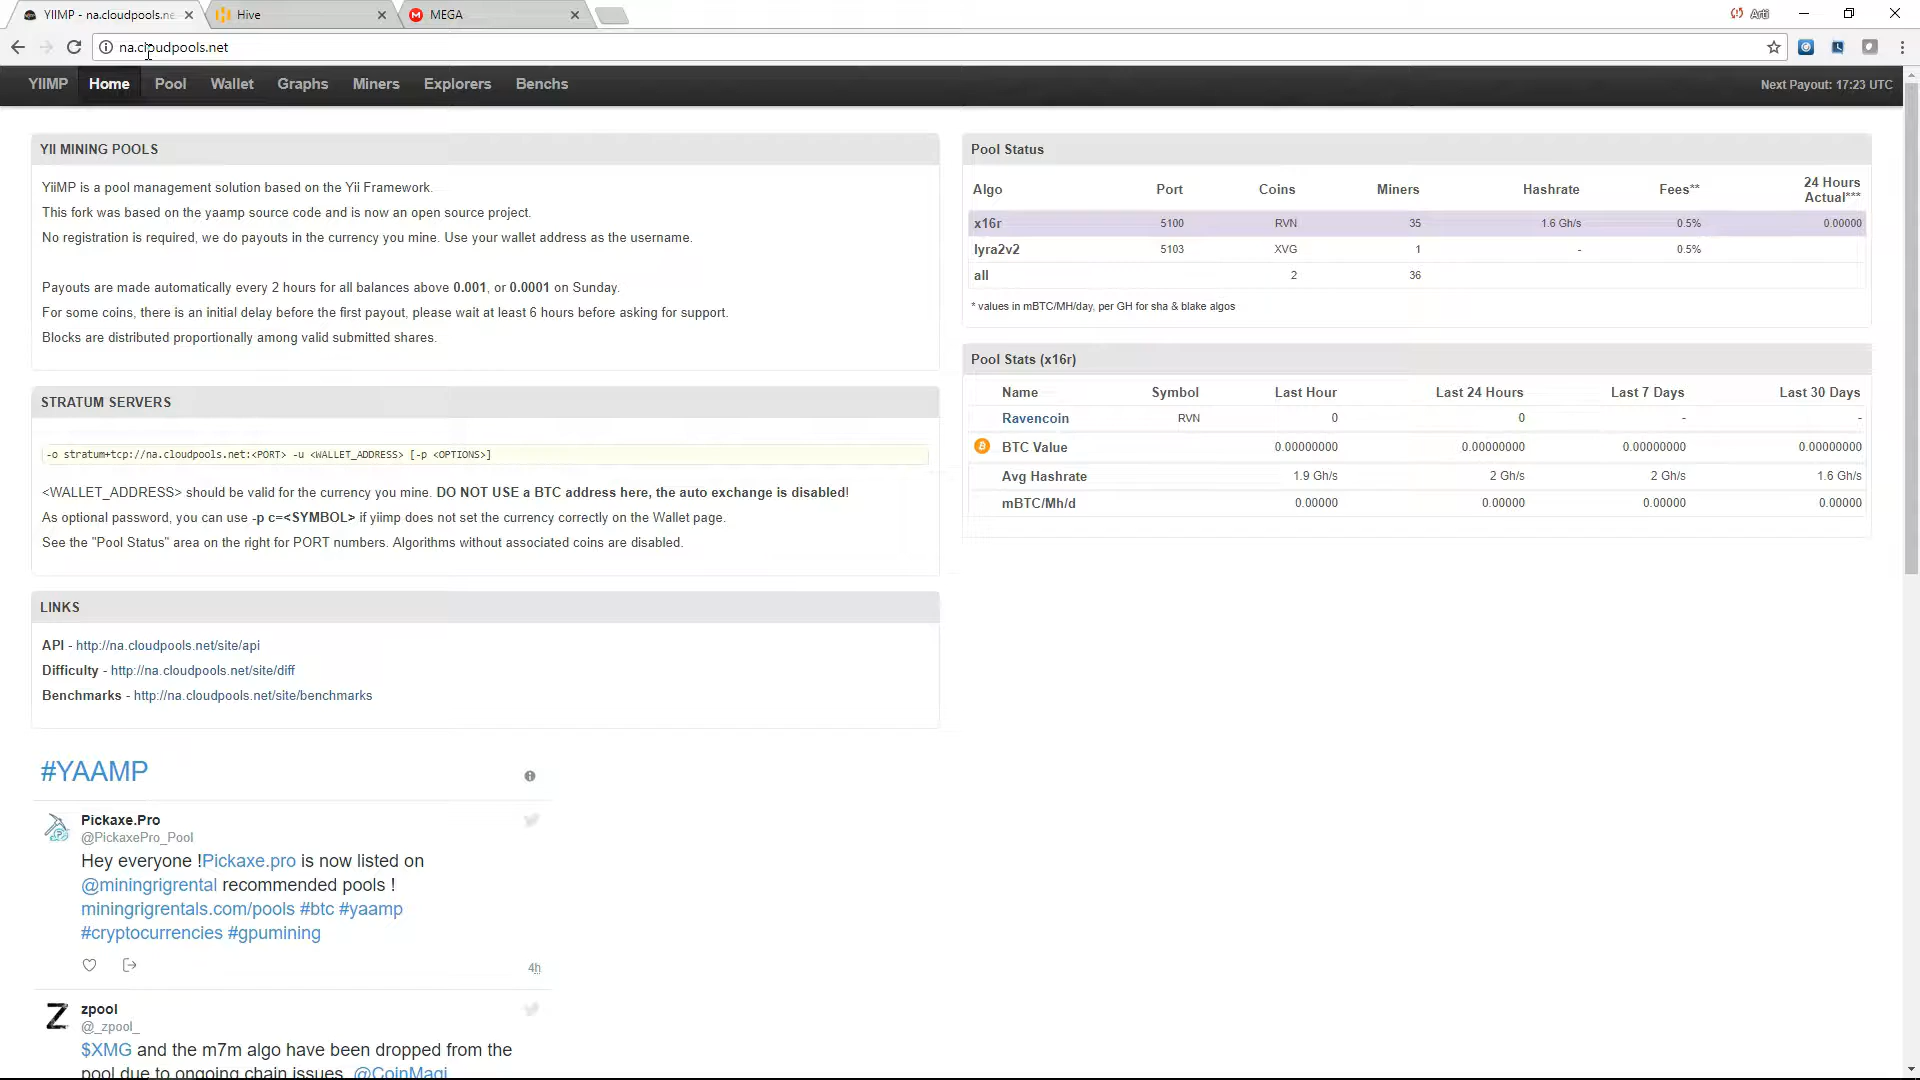 YIIMP - na.cloudpools.ne
Hive
MEGA
Arti
na.cloudpools.net
YIIMP Home Pool Wallet Graphs Miners Explorers Benchs
Next Payout: 17:23 UTC
YII MINING POOLS
YiiMP is a pool management solution based on the Yii Framework.
This fork was based on the yaamp source code and is now an open source project.
No registration is required, we do payouts in the currency you mine. Use your wallet address as the username.
Payouts are made automatically every 2 hours for all balances above 0.001, or 0.0001 on Sunday.
For some coins, there is an initial delay before the first payout, please wait at least 6 hours before asking for support.
Blocks are distributed proportionally among valid submitted shares.
STRATUM SERVERS
-o stratum+tcp://na.cloudpools.net:<PORT> -u <WALLET_ADDRESS> [-p <OPTIONS>]
<WALLET_ADDRESS> should be valid for the currency you mine. DO NOT USE a BTC address here, the auto exchange is disabled!
As optional password, you can use -p c=<SYMBOL> if yiimp does not set the currency correctly on the Wallet page.
See the "Pool Status" area on the right for PORT numbers. Algorithms without associated coins are disabled.
LINKS
API - http://na.cloudpools.net/site/api
Difficulty - http://na.cloudpools.net/site/diff
Benchmarks - http://na.cloudpools.net/site/benchmarks
#YAAMP
Pickaxe.Pro
@PickaxePro_Pool
Hey everyone !Pickaxe.pro is now listed on
@miningrigrental recommended pools !
miningrigrentals.com/pools #btc #yaamp
#cryptocurrencies #gpumining
4h
zpool
@_zpool_
$XMG and the m7m algo have been dropped from the
pool due to ongoing chain issues. @CoinMagi
Pool Status
Algo Port Coins Miners Hashrate Fees** 24 Hours
Actual***
x16r 5100 RVN 35 1.6 Gh/s 0.5% 0.00000
lyra2v2 5103 XVG 1 - 0.5%
all 2 36
* values in mBTC/MH/day, per GH for sha & blake algos
Pool Stats (x16r)
Name Symbol Last Hour Last 24 Hours Last 7 Days Last 30 Days
Ravencoin RVN 0 0 - -
BTC Value 0.00000000 0.00000000 0.00000000 0.00000000
Avg Hashrate 1.9 Gh/s 2 Gh/s 2 Gh/s 1.6 Gh/s
mBTC/Mh/d 0.00000 0.00000 0.00000 0.00000